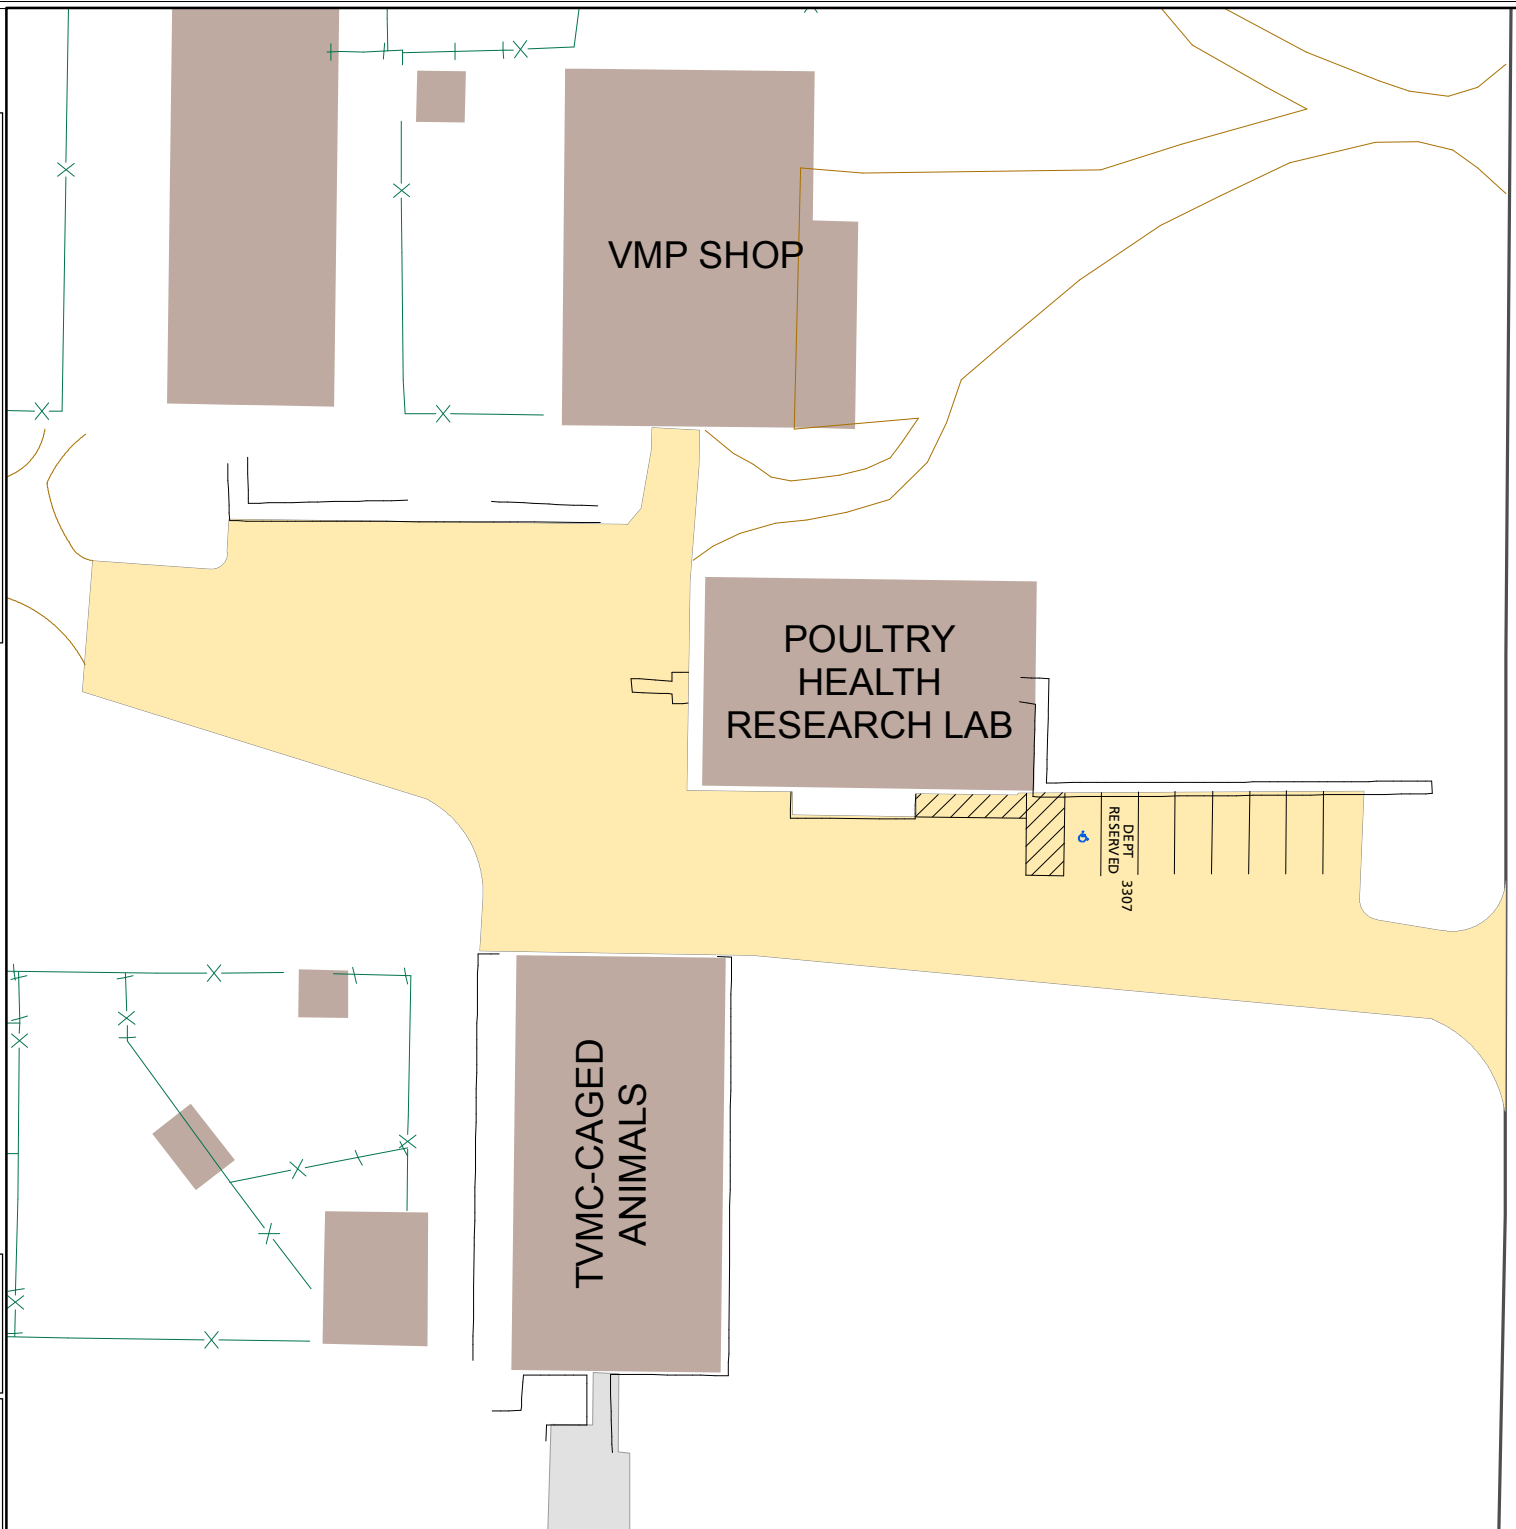 VMP SHOP
POULTRY
HEALTH
RESEARCH LAB
DEPT
RESERVED
3307
TVMC-CAGED
ANIMALS